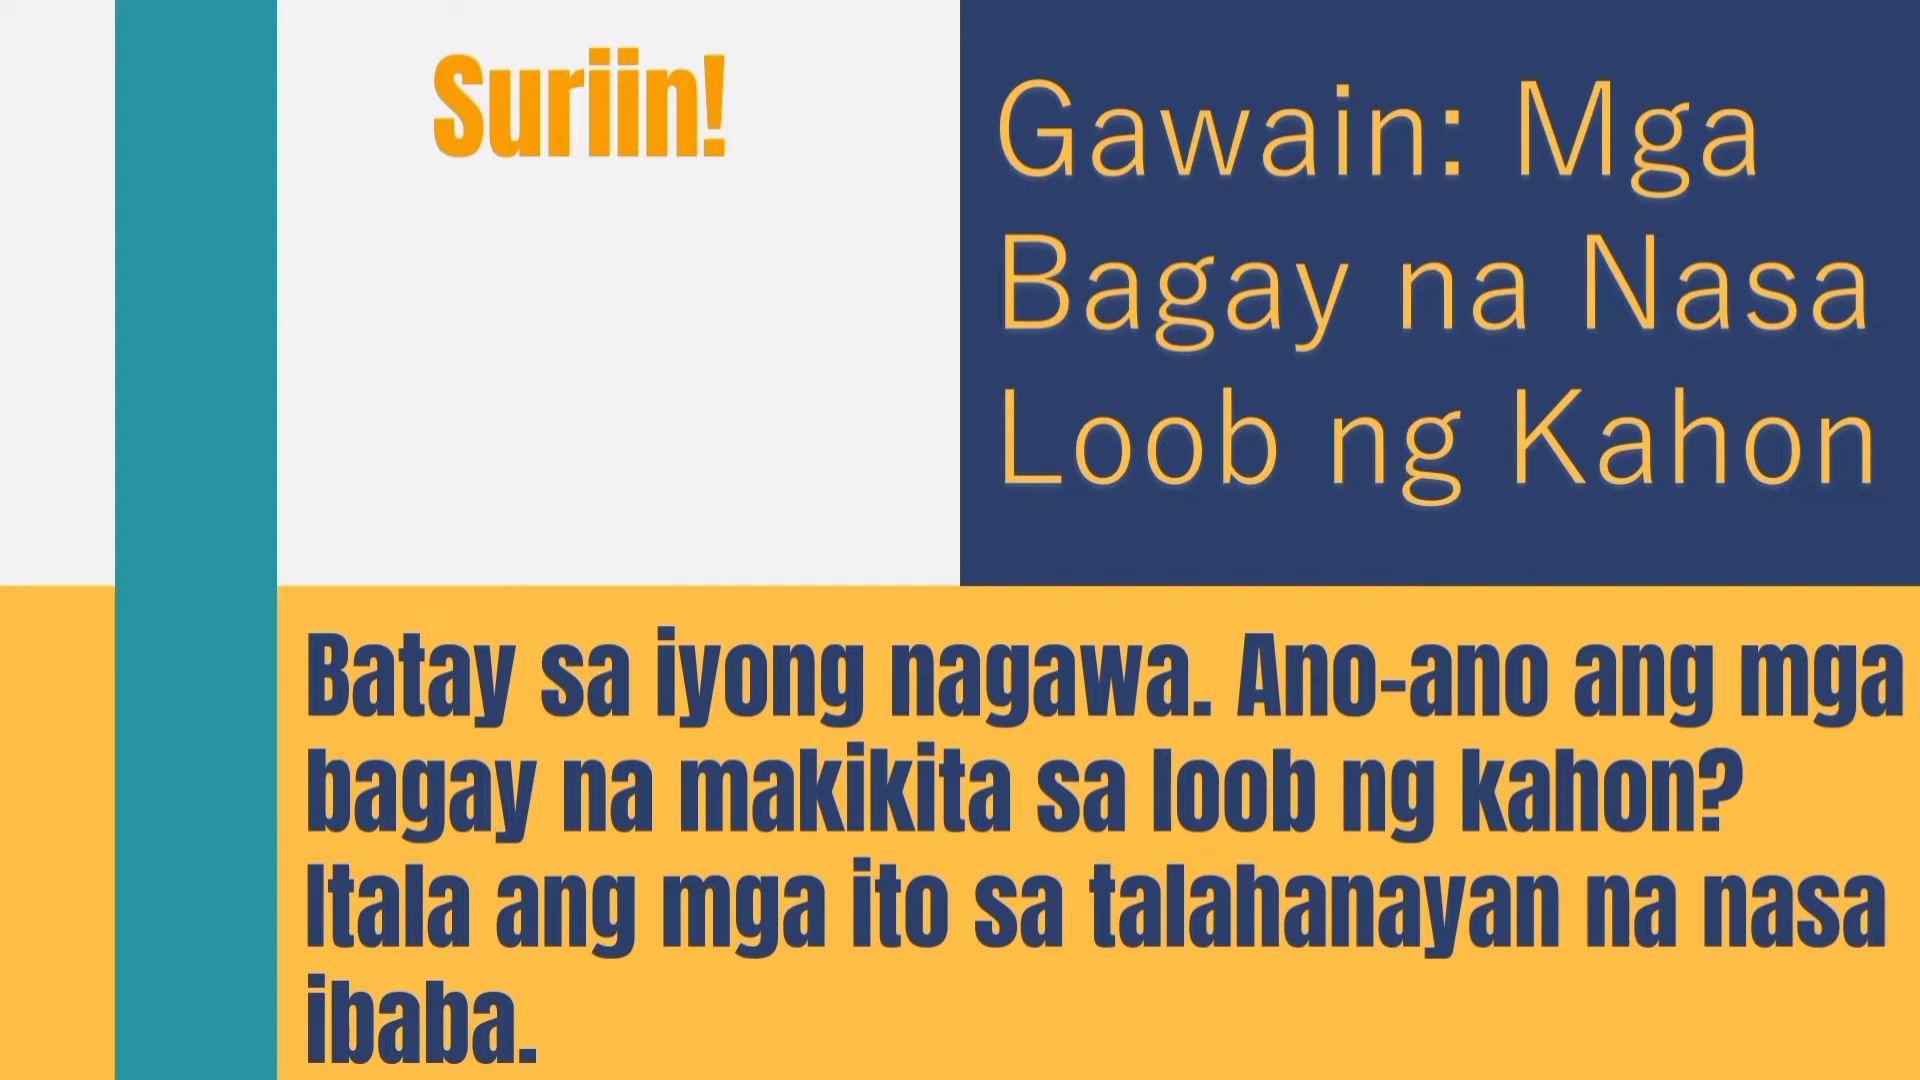 Suriin!
Gawain: Mga
Bagay na Nasa
Loob ng Kahon
Batay sa iyong nagawa. Ano-ano ang mga
bagay na makikita sa loob ng kahon?
Itala ang mga ito sa talahanayan na nasa
ibaba.